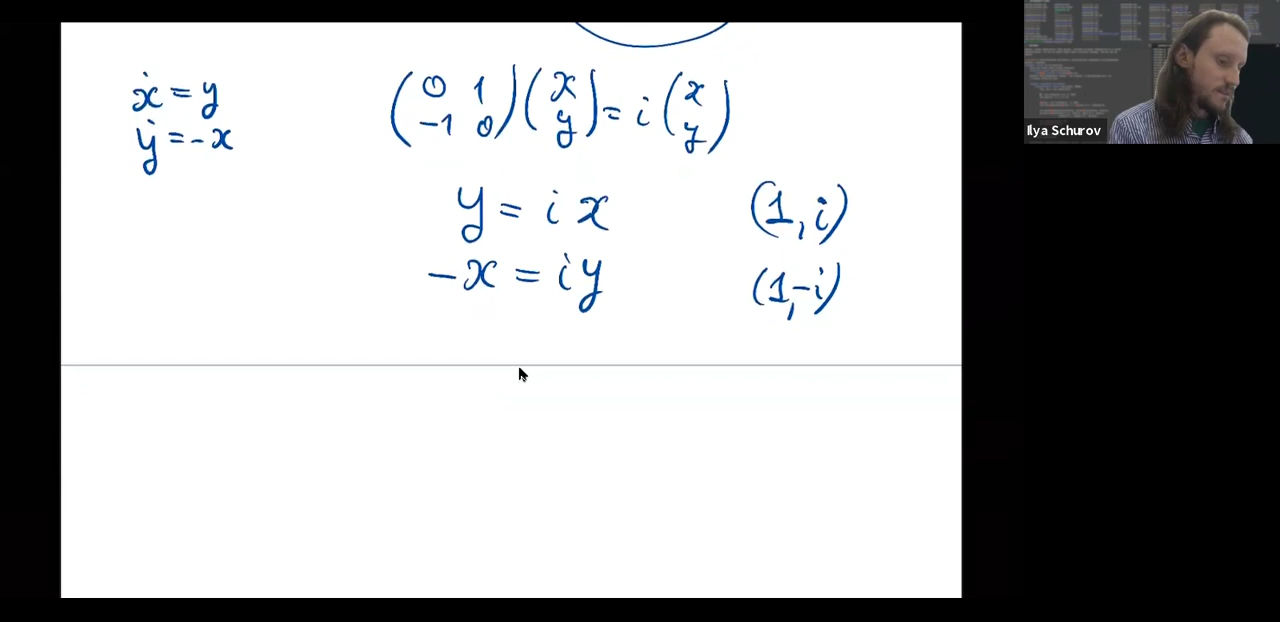 ẋ = y
ẏ = -x
( 0 1 ) ( x ) = i ( x )
( -1 0 ) ( y ) ( y )
y = i x (1, i)
-x = i y (1, -i)
Ilya Schurov